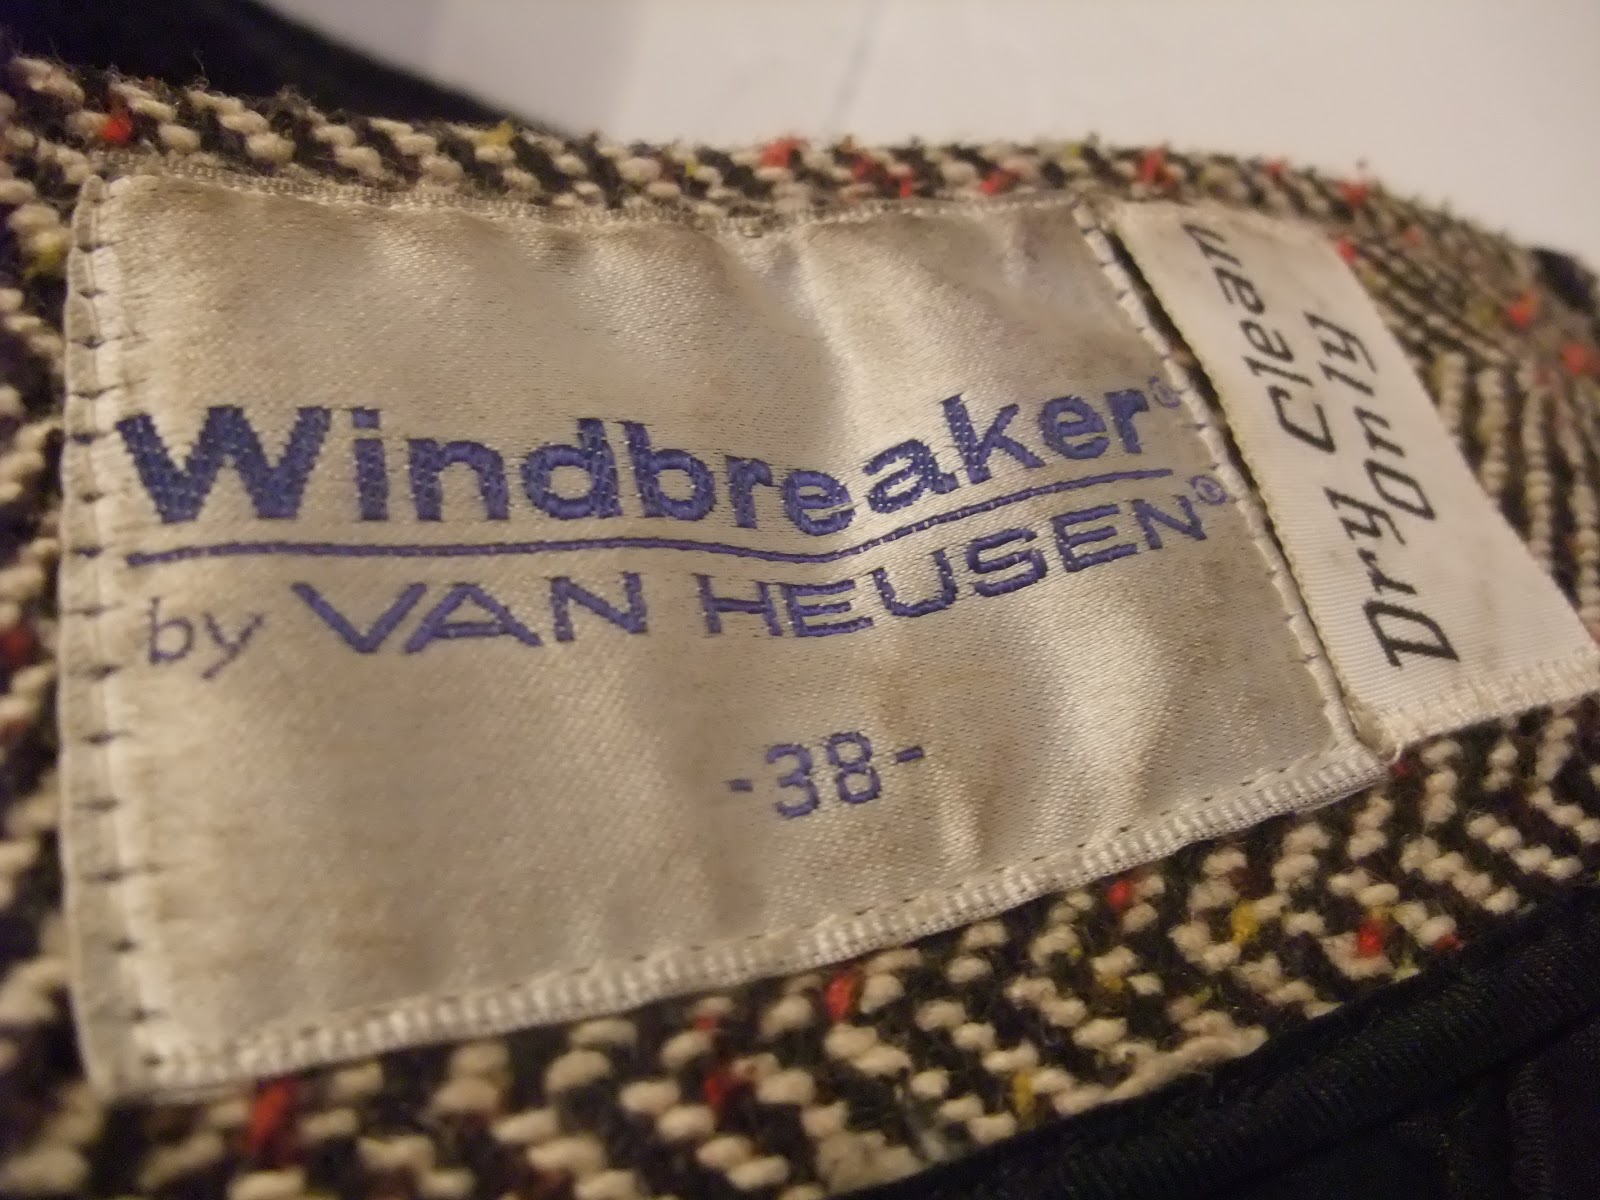 Windbreaker®
by VAN HEUSEN®
-38-
Dry Clean
Only